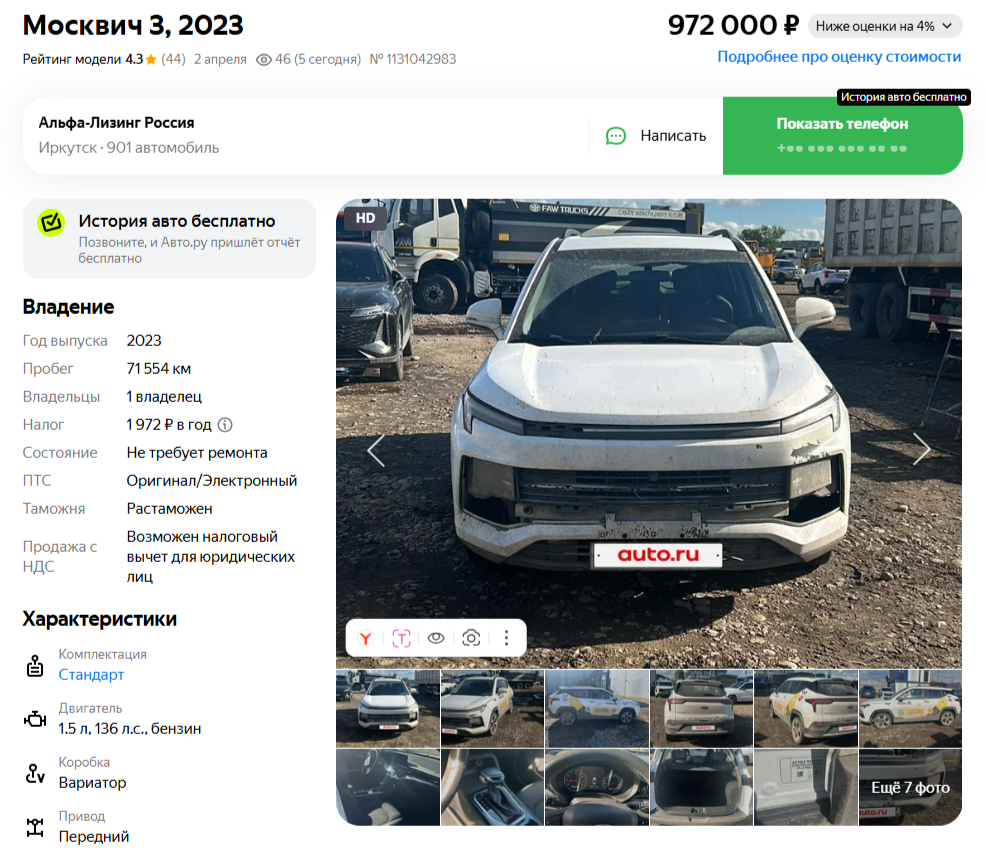 Москвич 3, 2023
972 000 ₽
Ниже оценки на 4%
Рейтинг модели 4.3 ★ (44) 2 апреля 46 (5 сегодня) № 1131042983
Подробнее про оценку стоимости
История авто бесплатно
Альфа-Лизинг Россия
Иркутск · 901 автомобиль
Написать
Показать телефон
+•• ••• ••• •• ••
История авто бесплатно
Позвоните, и Авто.ру пришлёт отчёт
бесплатно
Владение
Год выпуска 2023
Пробег 71 554 км
Владельцы 1 владелец
Налог 1 972 ₽ в год
Состояние Не требует ремонта
ПТС Оригинал/Электронный
Таможня Растаможен
Продажа с
НДС
Возможен налоговый
вычет для юридических
лиц
Характеристики
Комплектация
Стандарт
Двигатель
1.5 л, 136 л.с., бензин
Коробка
Вариатор
Привод
Передний
HD
FAW TRUCKS
FAW
auto.ru
Ещё 7 фото
auto.ru